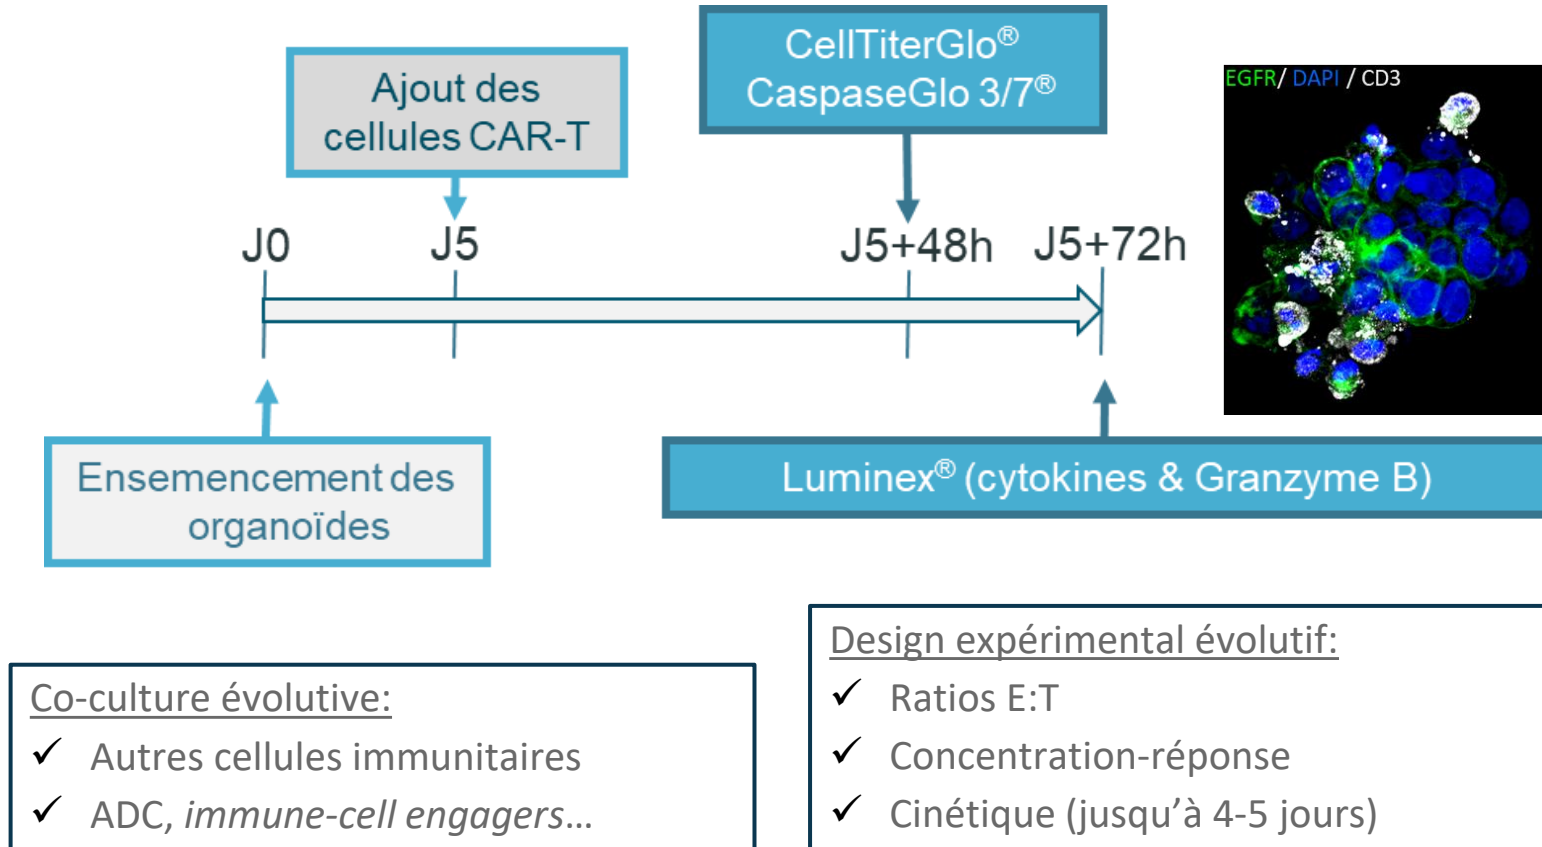 CellTiterGlo®
CaspaseGlo 3/7®
Ajout des
cellules CAR-T
EGFR/ DAPI / CD3
J0
J5
J5+48h
J5+72h
Ensemencement des
organoïdes
Luminex® (cytokines & Granzyme B)
Co-culture évolutive:
✓ Autres cellules immunitaires
✓ ADC, immune-cell engagers…
Design expérimental évolutif:
✓ Ratios E:T
✓ Concentration-réponse
✓ Cinétique (jusqu’à 4-5 jours)